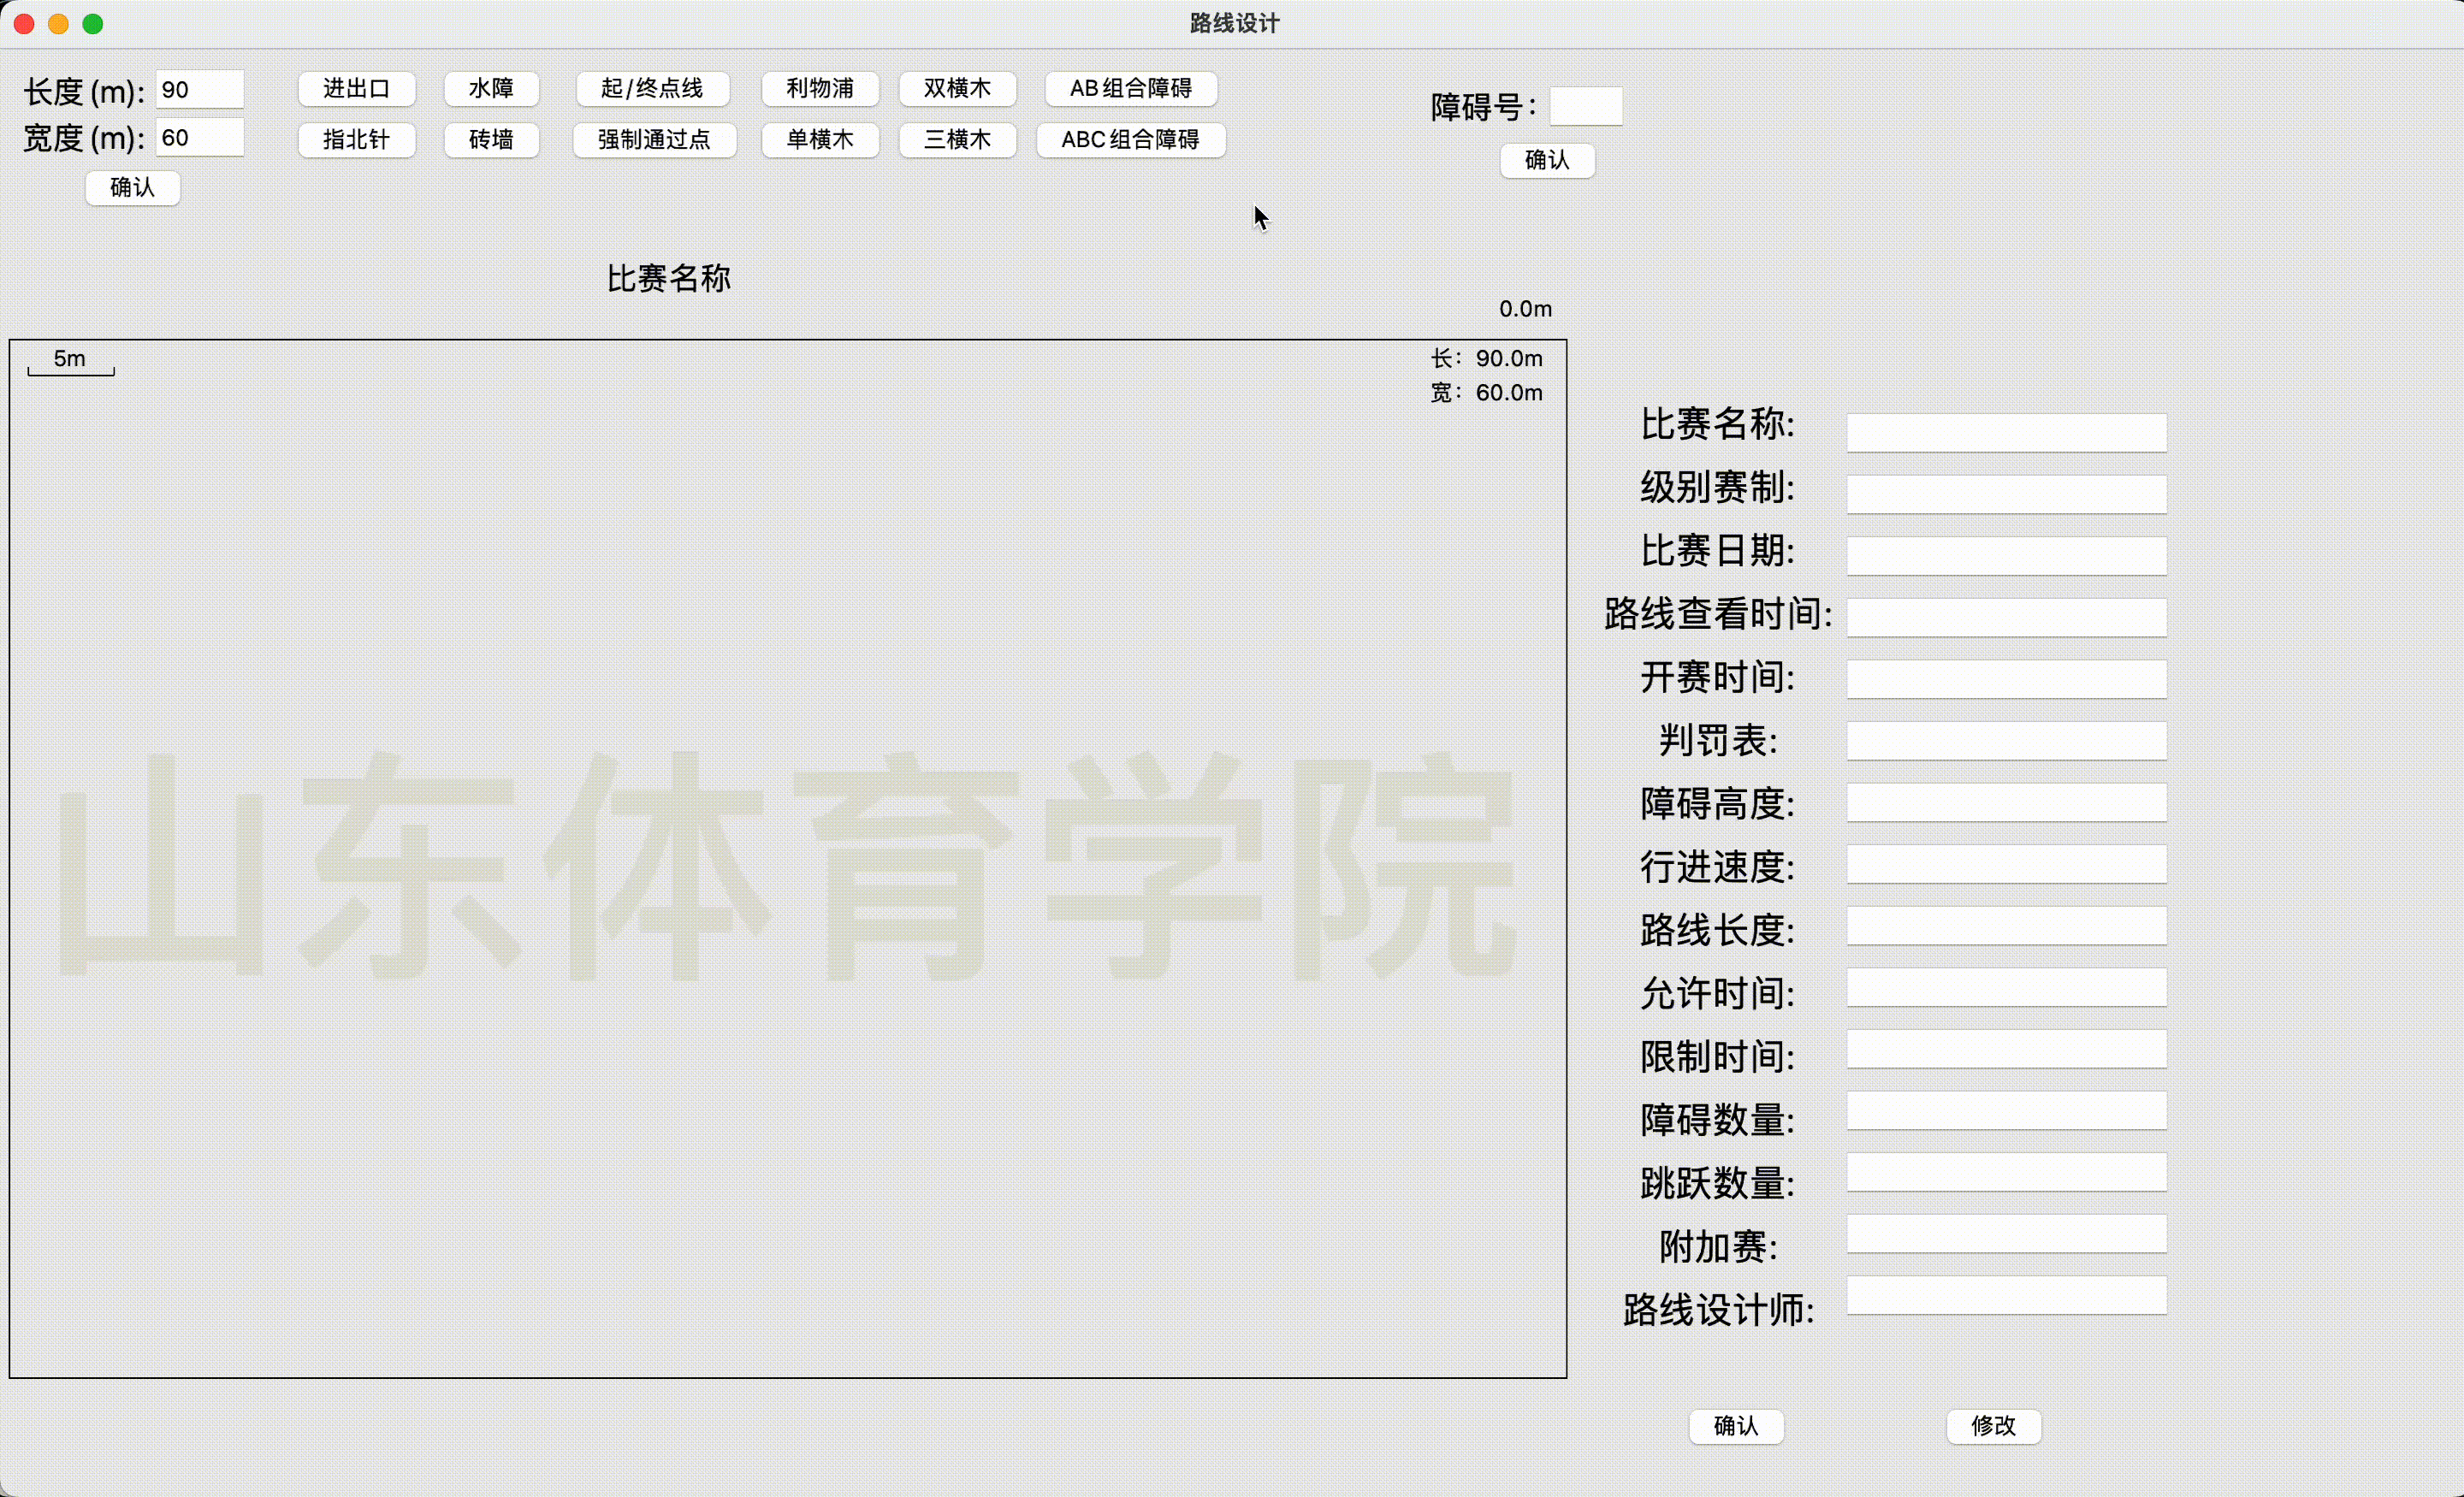 路线设计
长度(m): 90 进出口 水障 起/终点线 利物浦 双横木 AB组合障碍 障碍号:
宽度(m): 60 指北针 砖墙 强制通过点 单横木 三横木 ABC组合障碍 确认
确认
比赛名称
0.0m
5m 长: 90.0m
宽: 60.0m
山东体育学院
比赛名称:
级别赛制:
比赛日期:
路线查看时间:
开赛时间:
判罚表:
障碍高度:
行进速度:
路线长度:
允许时间:
限制时间:
障碍数量:
跳跃数量:
附加赛:
路线设计师:
确认 修改